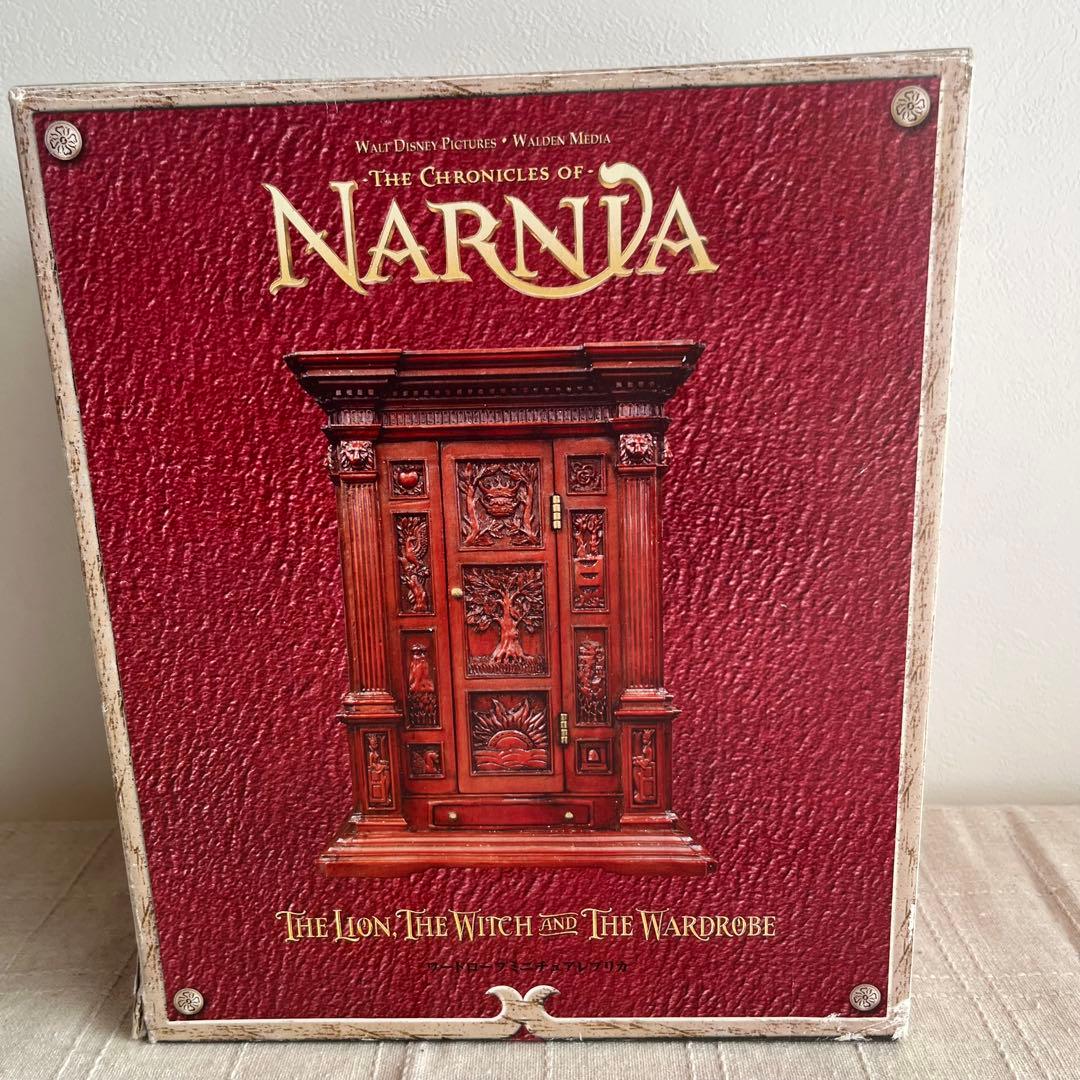 WALT DISNEY PICTURES • WALDEN MEDIA
-THE CHRONICLES OF-
NARNIA
THE LION, THE WITCH AND THE WARDROBE
ワードローブミニチュアレプリカ